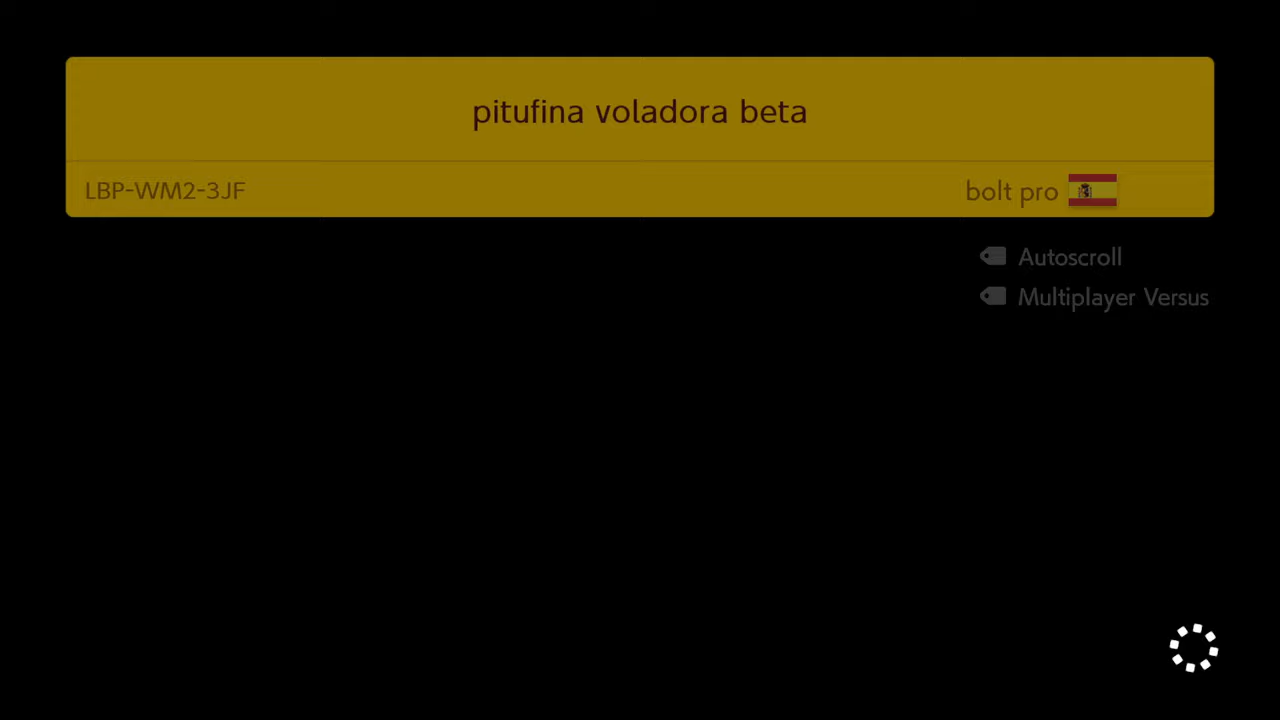 pitufina voladora beta
LBP-WM2-3JF
bolt pro
Autoscroll
Multiplayer Versus